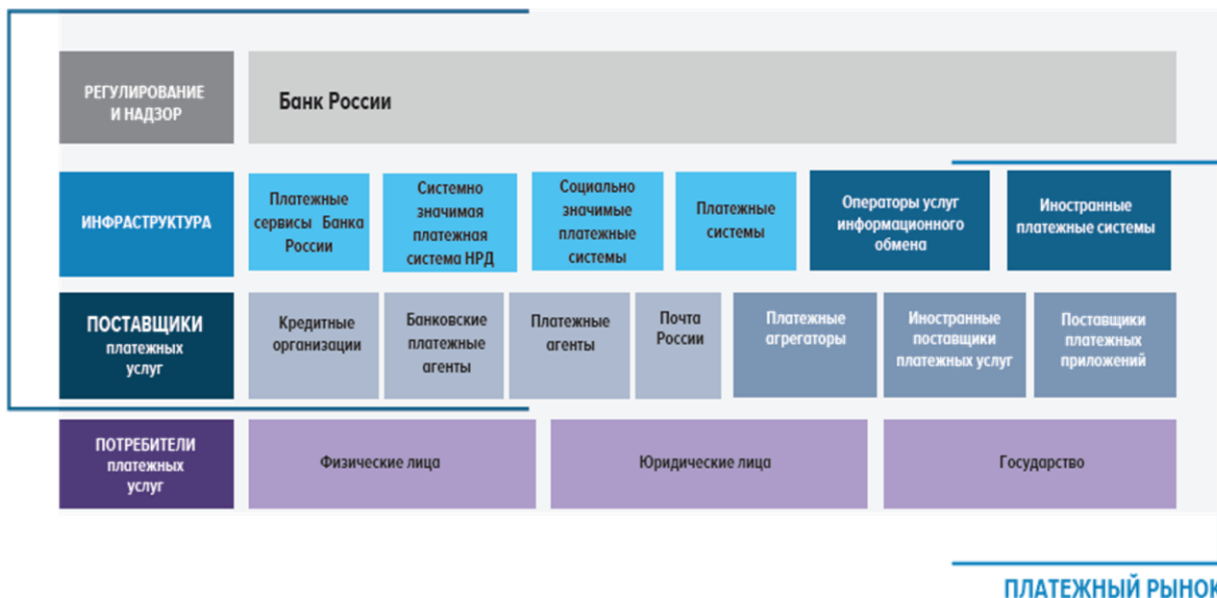 РЕГУЛИРОВАНИЕ
И НАДЗОР
Банк России
ИНФРАСТРУКТУРА
Платежные
сервисы Банка
России
Системно
значимая
платежная
система НРД
Социально
значимые
платежные
системы
Платежные
системы
Операторы услуг
информационного
обмена
Иностранные
платежные системы
ПОСТАВЩИКИ
платежных
услуг
Кредитные
организации
Банковские
платежные
агенты
Платежные
агенты
Почта
России
Платежные
агрегаторы
Иностранные
поставщики
платежных услуг
Поставщики
платежных
приложений
ПОТРЕБИТЕЛИ
платежных
услуг
Физические лица
Юридические лица
Государство
ПЛАТЕЖНЫЙ РЫНОК